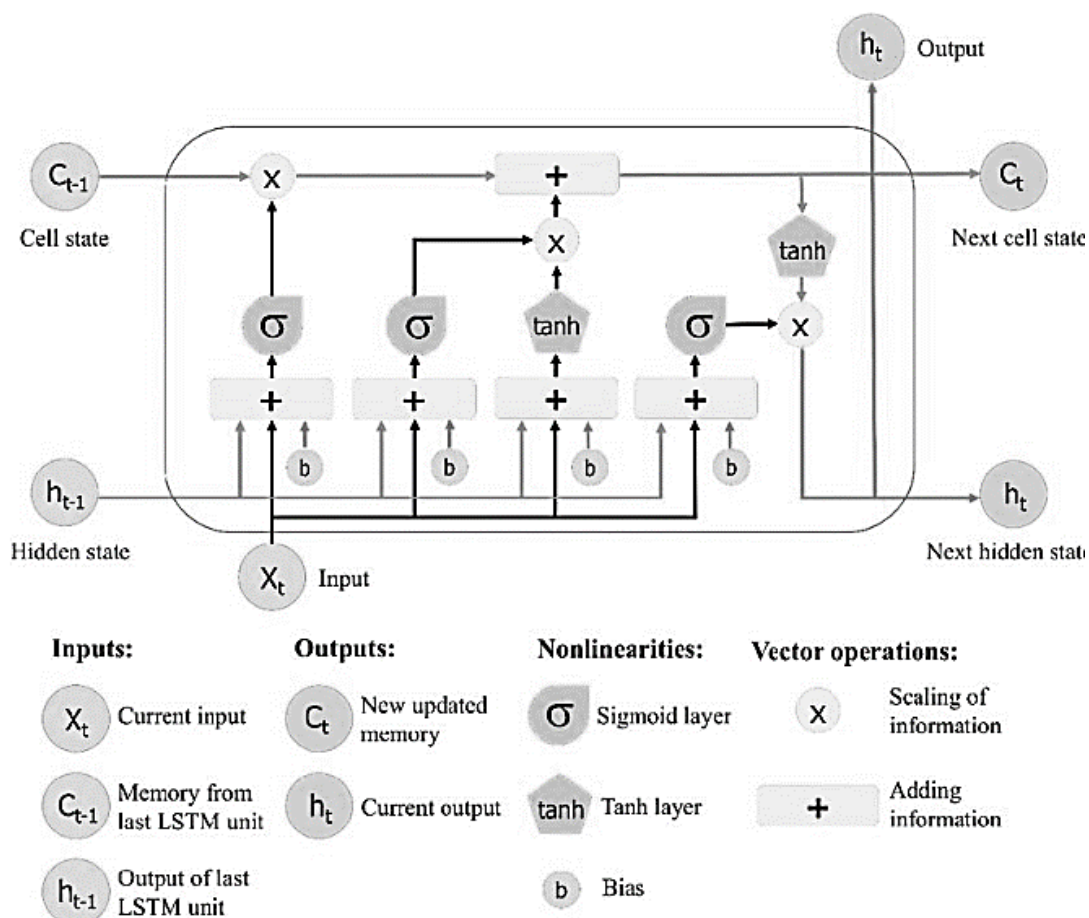 hₜ Output
Cₜ₋₁ x + Cₜ
Cell state x tanh Next cell state
σ σ tanh σ x
+ + + +
b b b b
hₜ₋₁ hₜ
Hidden state Next hidden state
Xₜ Input
Inputs: Outputs: Nonlinearities: Vector operations:
Xₜ Current input
Cₜ₋₁ Memory from
last LSTM unit
hₜ₋₁ Output of last
LSTM unit
Cₜ New updated
memory
hₜ Current output
σ Sigmoid layer
tanh Tanh layer
b Bias
x Scaling of
information
+ Adding
information